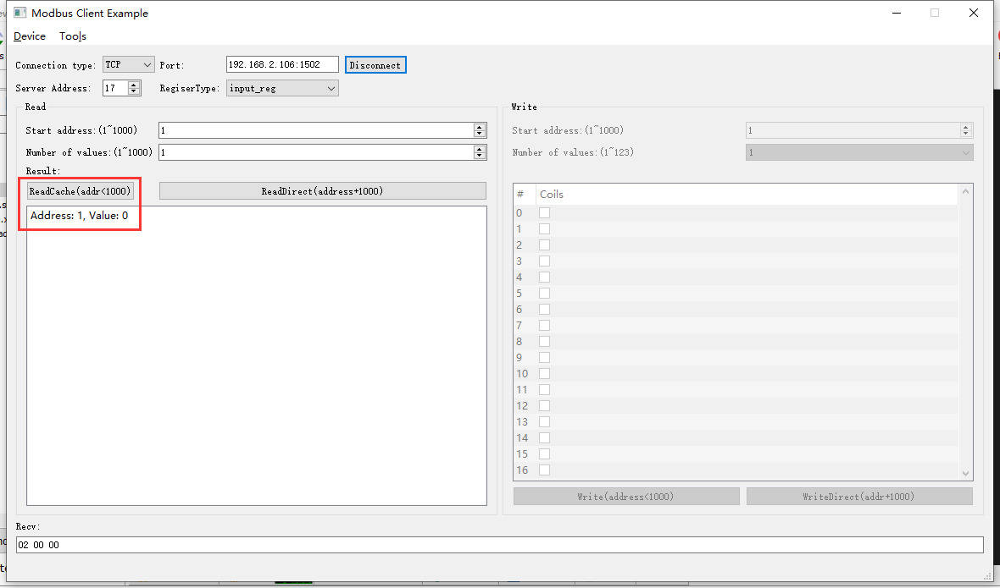 Modbus Client Example
Device Tools
Connection type: TCP Port: 192.168.2.106:1502 Disconnect
Server Address: 17 RegiserType: input_reg
Read
Start address:(1~1000) 1
Number of values:(1~1000) 1
Result:
ReadCache(addr<1000) ReadDirect(address+1000)
Address: 1, Value: 0
Write
Start address:(1~1000) 1
Number of values:(1~123) 1
# Coils
0
1
2
3
4
5
6
7
8
9
10
11
12
13
14
15
16
Write(address<1000) WriteDirect(addr+1000)
Recv:
02 00 00